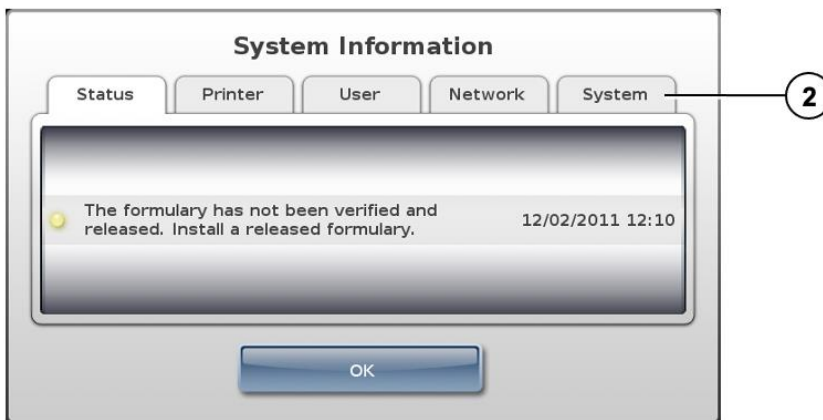 System Information
Status Printer User Network System
2
The formulary has not been verified and
released. Install a released formulary.
12/02/2011 12:10
OK